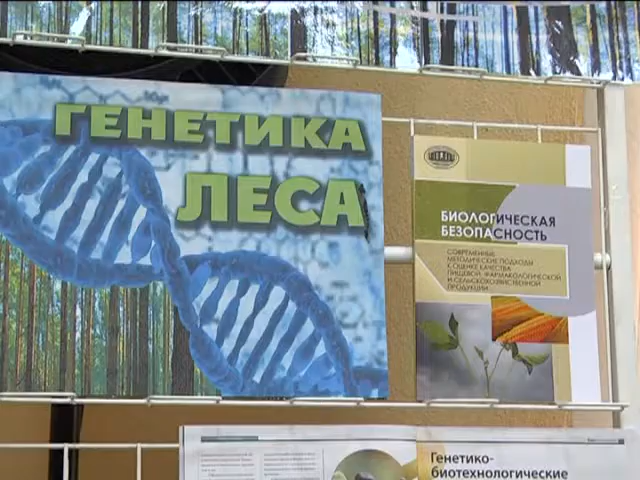 ГЕНЕТИКА
ЛЕСА
БИОЛОГИЧЕСКАЯ
БЕЗОПАСНОСТЬ
СОВРЕМЕННЫЕ
МЕТОДИЧЕСКИЕ ПОДХОДЫ
К ОЦЕНКЕ КАЧЕСТВА
ПИЩЕВОЙ, ФАРМАКОЛОГИЧЕСКОЙ
И СЕЛЬСКОХОЗЯЙСТВЕННОЙ
ПРОДУКЦИИ
Генетико-
биотехнологические